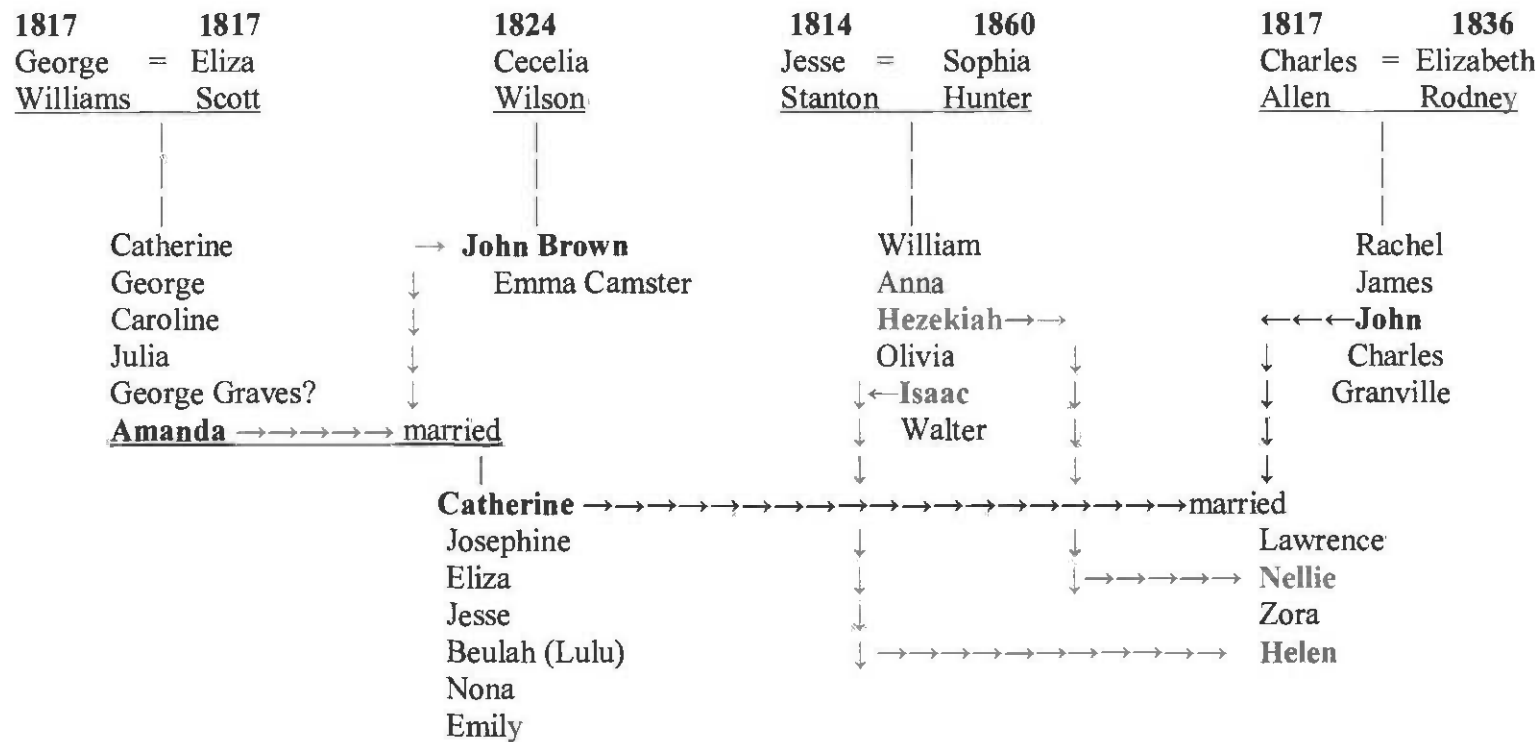 1817 1817 1824 1814 1860 1817 1836
George = Eliza Cecelia Jesse = Sophia Charles = Elizabeth
Williams Scott Wilson Stanton Hunter Allen Rodney
Catherine → John Brown William Rachel
George Emma Camster Anna James
Caroline Hezekiah→→ ←←←John
Julia Olivia Charles
George Graves? ←Isaac Granville
Amanda →→→→→ married Walter
Catherine →→→→→→→→→→→→→→→→→married
Josephine Lawrence
Eliza →→→→→ Nellie
Jesse Zora
Beulah (Lulu) →→→→→→→→→→→ Helen
Nona
Emily